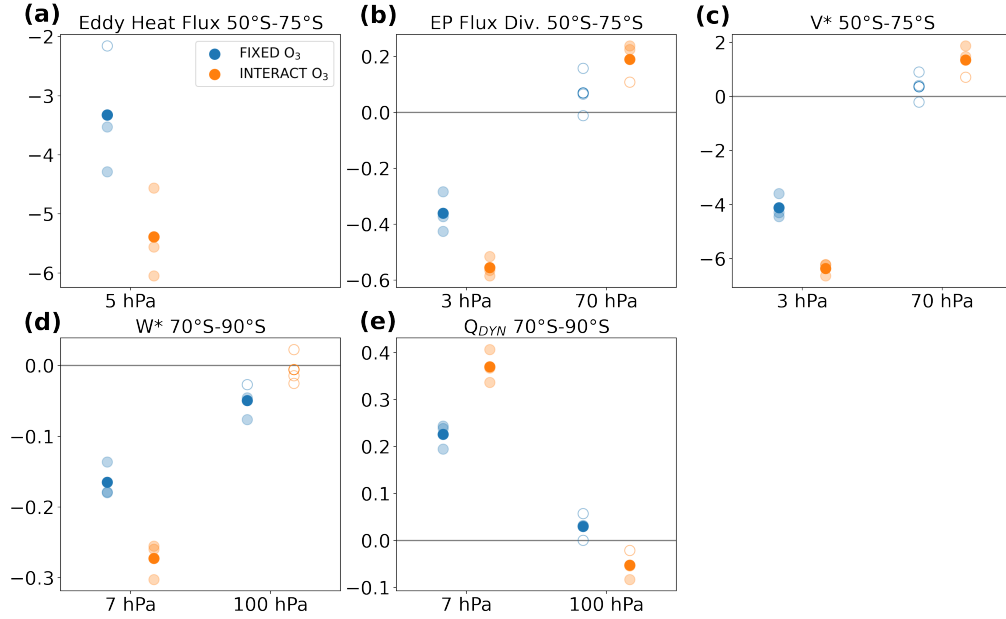 (a) Eddy Heat Flux 50°S-75°S
−2
−3
−4
−5
−6
5 hPa
FIXED O₃
INTERACT O₃
(b) EP Flux Div. 50°S-75°S
0.2
0.0
−0.2
−0.4
−0.6
3 hPa 70 hPa
(c) V* 50°S-75°S
2
0
−2
−4
−6
3 hPa 70 hPa
(d) W* 70°S-90°S
0.0
−0.1
−0.2
−0.3
7 hPa 100 hPa
(e) Q_DYN 70°S-90°S
0.4
0.3
0.2
0.1
0.0
−0.1
7 hPa 100 hPa